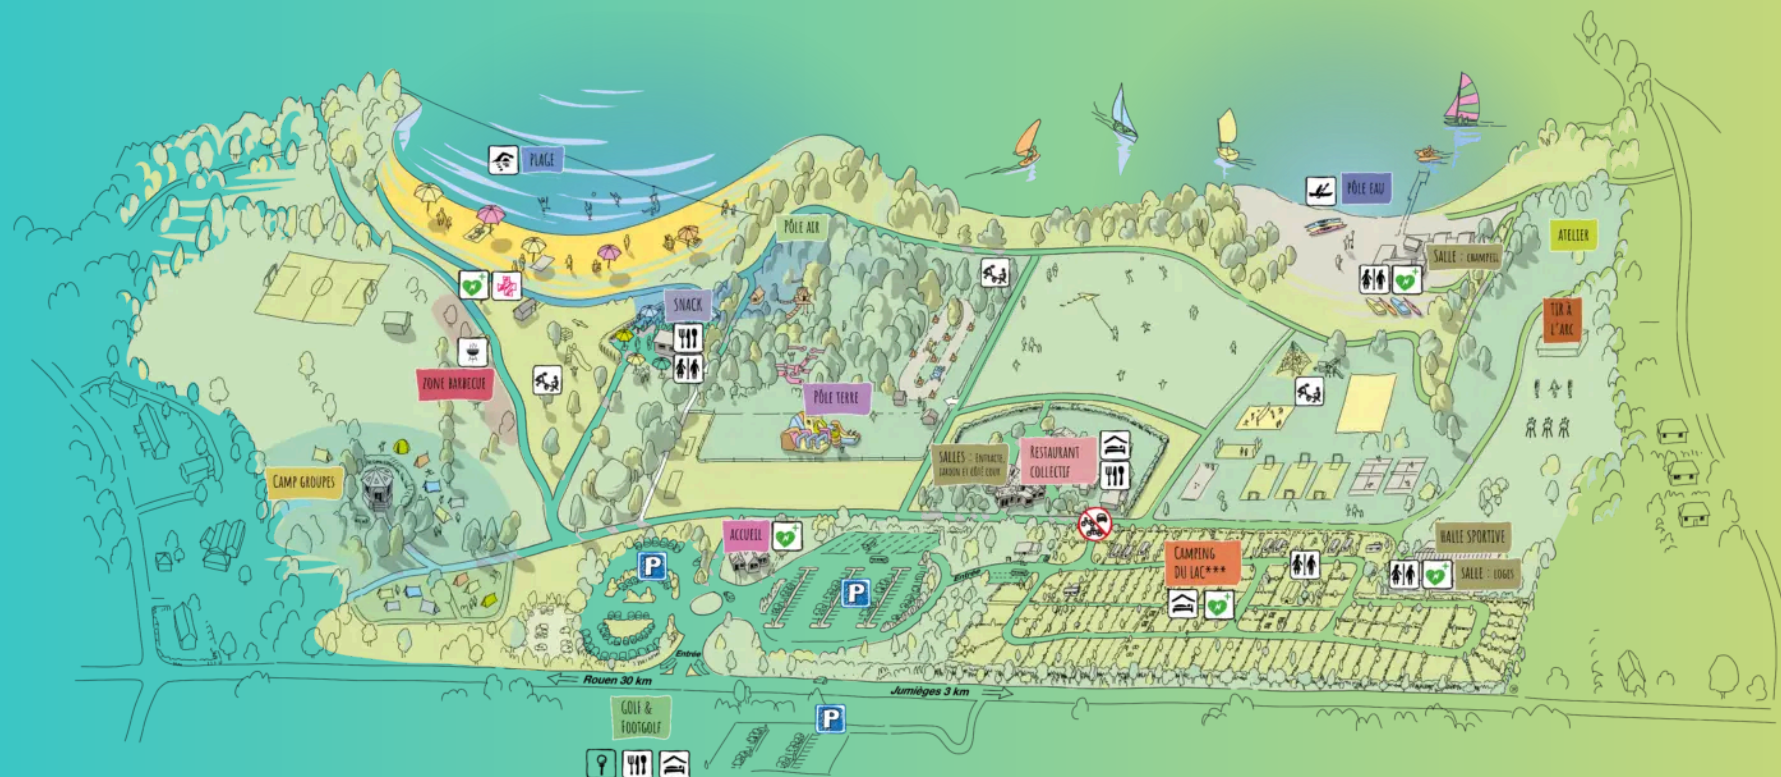 PLAGE
PÔLE EAU
PÔLE AIR
ATELIER
SALLE : CHAMPEIL
SNACK
TIR À
L'ARC
ZONE BARBECUE
PÔLE TERRE
SALLES : ENTRACTE,
JARDIN ET CÔTÉ COUR
RESTAURANT
COLLECTIF
CAMP GROUPES
ACCUEIL
HALLE SPORTIVE
CAMPING
DU LAC***
P
SALLE : LOGES
Entrée
P
Entrée
Rouen 30 km
Jumièges 3 km
GOLF &
FOOTGOLF
P